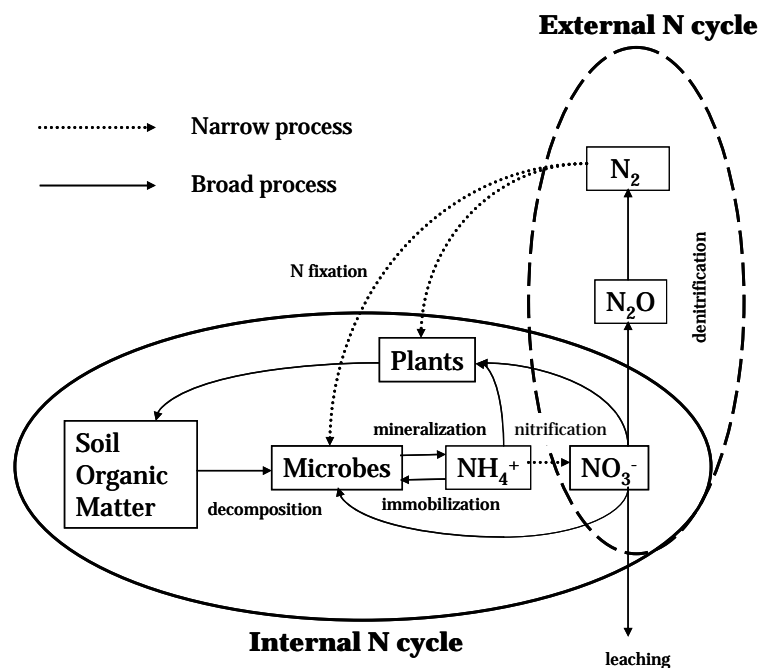 External N cycle
Narrow process
Broad process
N₂
N fixation
denitrification
N₂O
Plants
mineralization
nitrification
Soil
Organic
Matter
Microbes
NH₄⁺
NO₃⁻
decomposition
immobilization
Internal N cycle
leaching